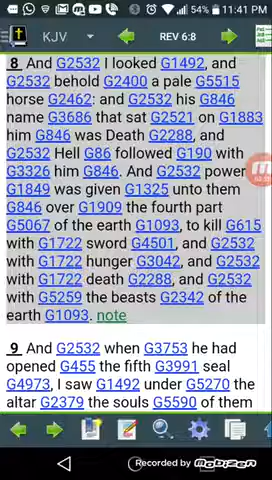 54% 11:41 PM
KJV REV 6:8
8 And G2532 I looked G1492, and
G2532 behold G2400 a pale G5515
horse G2462: and G2532 his G846
name G3686 that sat G2521 on G1883
him G846 was Death G2288, and
G2532 Hell G86 followed G190 with
G3326 him G846. And G2532 power
G1849 was given G1325 unto them
G846 over G1909 the fourth part
G5067 of the earth G1093, to kill G615
with G1722 sword G4501, and G2532
with G1722 hunger G3042, and G2532
with G1722 death G2288, and G2532
with G5259 the beasts G2342 of the
earth G1093. note
9 And G2532 when G3753 he had
opened G455 the fifth G3991 seal
G4973, I saw G1492 under G5270 the
altar G2379 the souls G5590 of them
Recorded by MOBIZEN